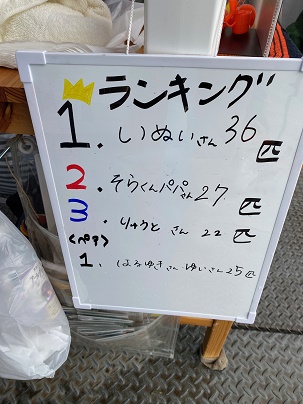 ランキング
1. しぬいさん 36匹
2. そらくんパパさん 27匹
3. りゅうとさん 22匹
<ペア>
1. はるゆきさん ゆいさん 25匹